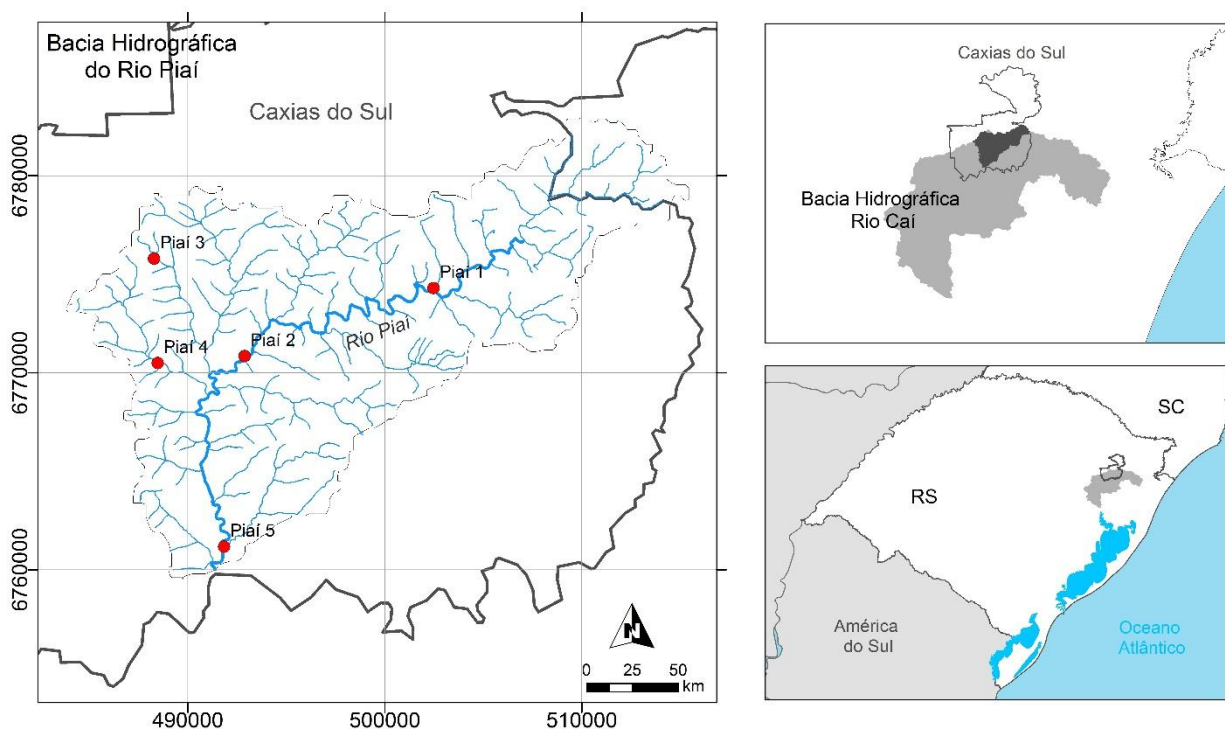 Bacia Hidrográfica
do Rio Piaí
Caxias do Sul
6780000
6770000
6760000
Piaí 3
Piaí 1
Rio Piaí
Piaí 2
Piaí 4
Piaí 5
N
0 25 50
km
490000 500000 510000
Caxias do Sul
Bacia Hidrográfica
Rio Caí
SC
RS
América
do Sul
Oceano
Atlântico